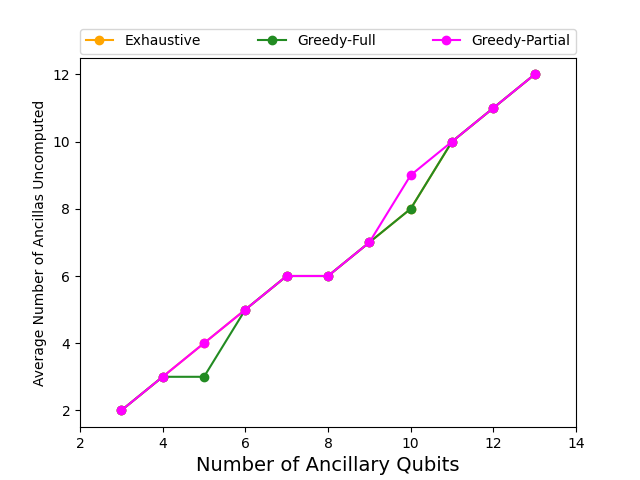 Exhaustive Greedy-Full Greedy-Partial
Average Number of Ancillas Uncomputed
12
10
8
6
4
2
2 4 6 8 10 12 14
Number of Ancillary Qubits